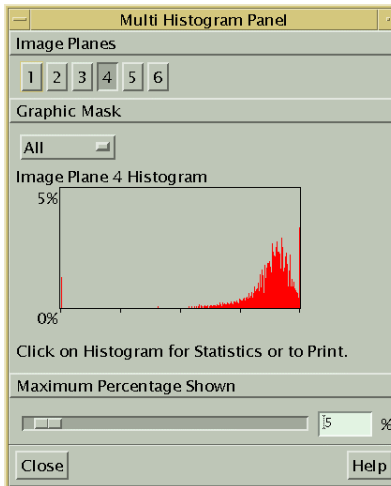 Multi Histogram Panel
Image Planes
1 2 3 4 5 6
Graphic Mask
All
Image Plane 4 Histogram
5%
0%
Click on Histogram for Statistics or to Print.
Maximum Percentage Shown
5 %
Close Help